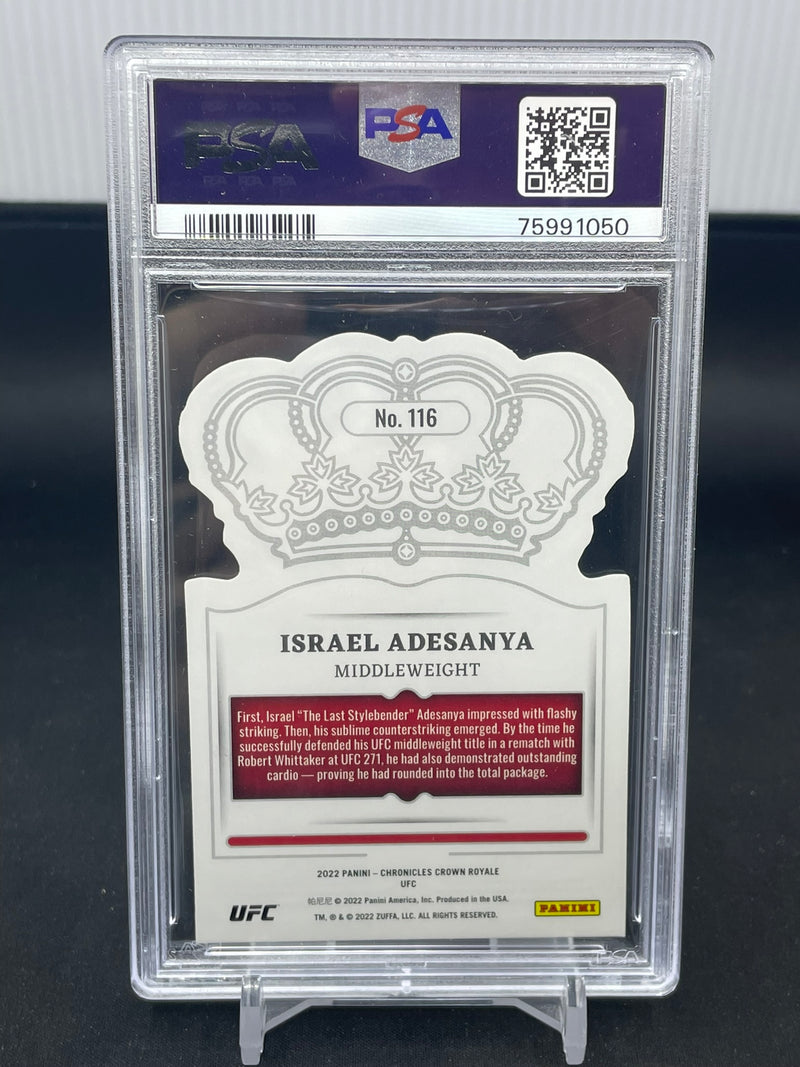 PSA
PSA
75991050
No. 116
ISRAEL ADESANYA
MIDDLEWEIGHT
First, Israel “The Last Stylebender” Adesanya impressed with flashy
striking. Then, his sublime counterstriking emerged. By the time he
successfully defended his UFC middleweight title in a rematch with
Robert Whittaker at UFC 271, he had also demonstrated outstanding
cardio — proving he had rounded into the total package.
2022 PANINI – CHRONICLES CROWN ROYALE
UFC
帕尼尼 © 2022 Panini America, Inc. Produced in the USA.
TM, ® & © 2022 ZUFFA, LLC. ALL RIGHTS RESERVED.
UFC
PANINI
PSA